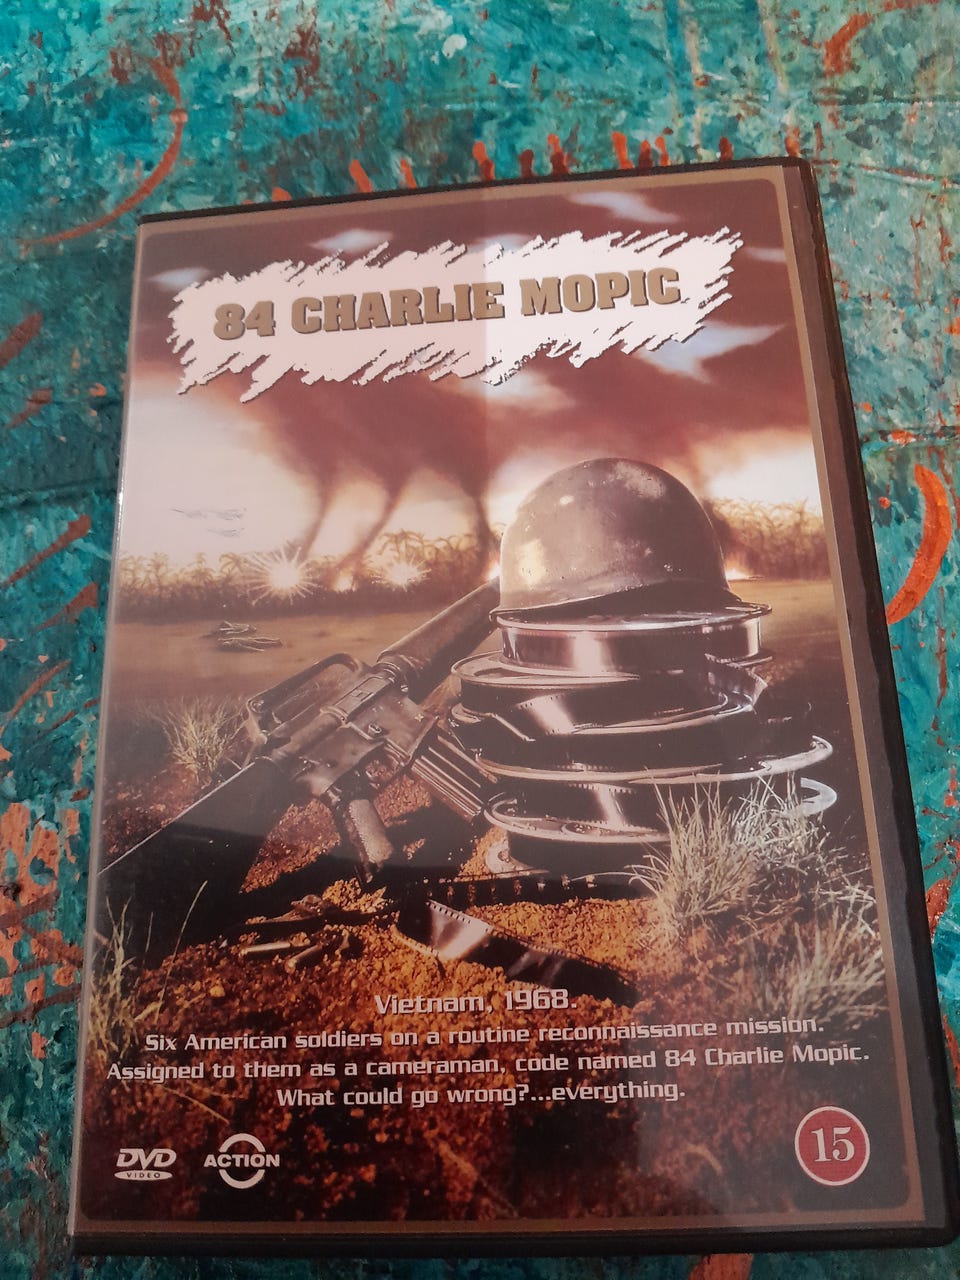 84 CHARLIE MOPIC
Vietnam, 1968.
Six American soldiers on a routine reconnaissance mission.
Assigned to them as a cameraman, code named 84 Charlie Mopic.
What could go wrong?...everything.
DVD
VIDEO
ACTION
15